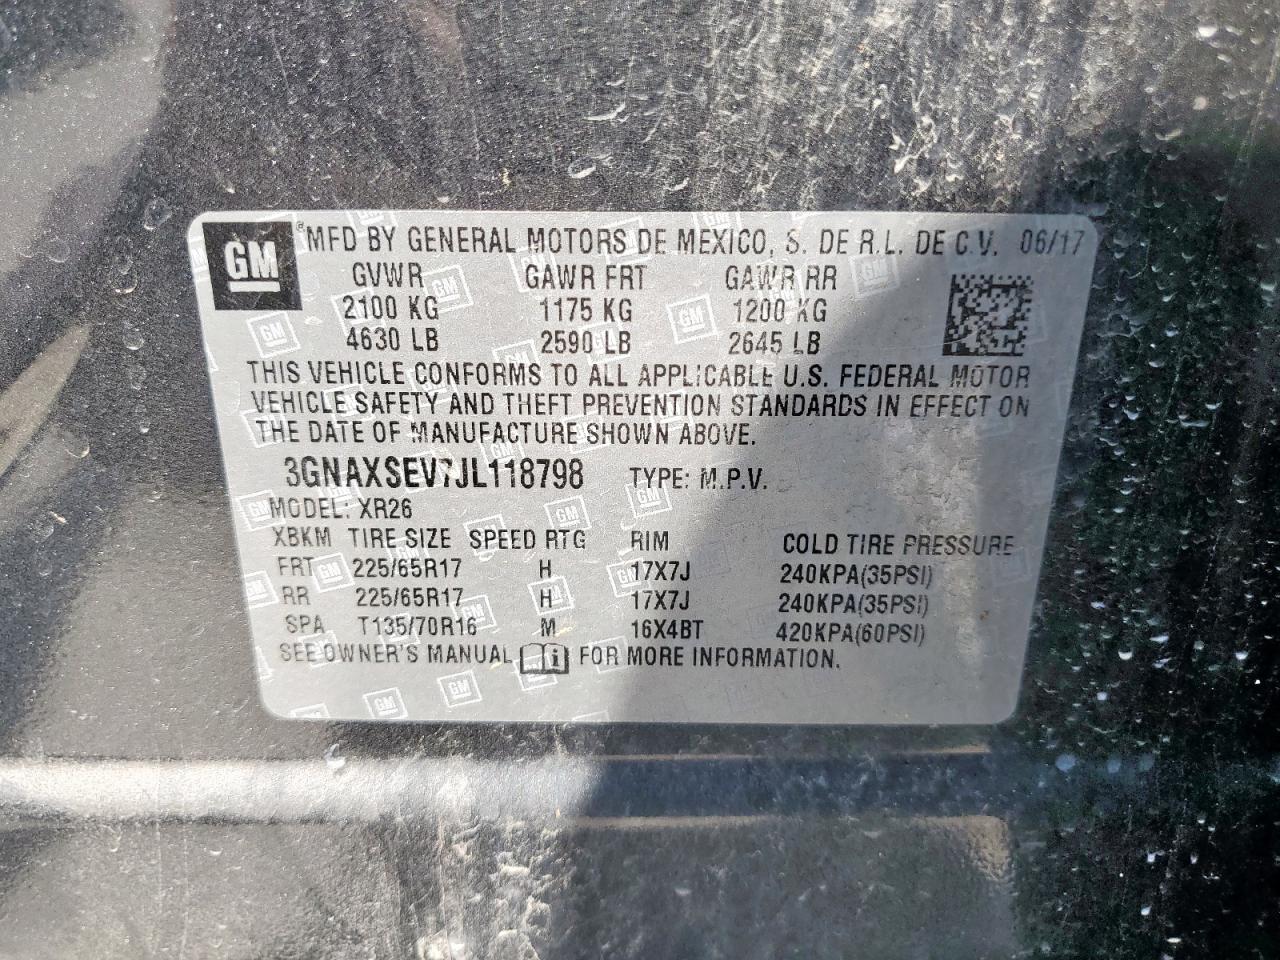 GM ®MFD BY GENERAL MOTORS DE MEXICO, S. DE R.L. DE C.V. 06/17
GVWR GAWR FRT GAWR RR
2100 KG 1175 KG 1200 KG
4630 LB 2590 LB 2645 LB
THIS VEHICLE CONFORMS TO ALL APPLICABLE U.S. FEDERAL MOTOR
VEHICLE SAFETY AND THEFT PREVENTION STANDARDS IN EFFECT ON
THE DATE OF MANUFACTURE SHOWN ABOVE.
3GNAXSEV7JL118798 TYPE: M.P.V.
MODEL: XR26
XBKM TIRE SIZE SPEED RTG RIM COLD TIRE PRESSURE
FRT 225/65R17 H 17X7J 240KPA(35PSI)
RR 225/65R17 H 17X7J 240KPA(35PSI)
SPA T135/70R16 M 16X4BT 420KPA(60PSI)
SEE OWNER'S MANUAL i FOR MORE INFORMATION.